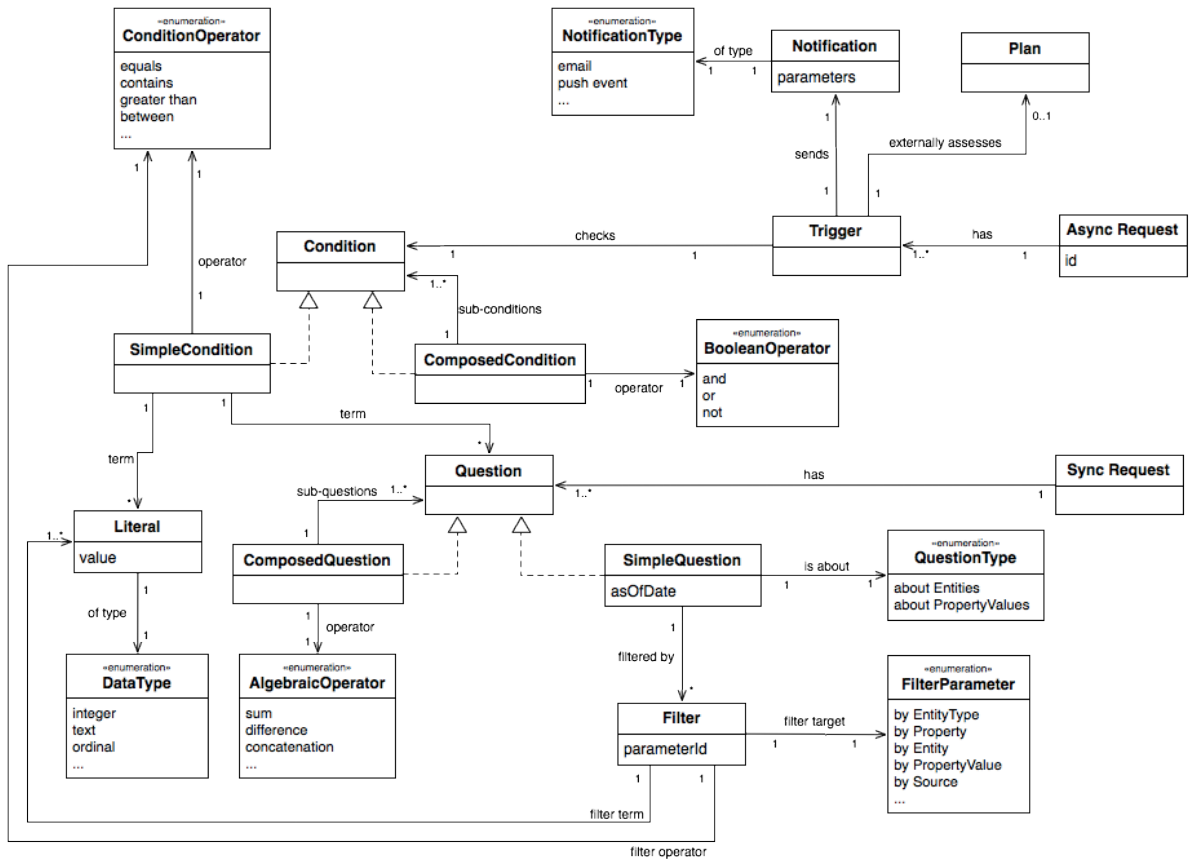 «enumeration»
ConditionOperator
equals
contains
greater than
between
...
«enumeration»
NotificationType
email
push event
...
of type
1
1
Notification
parameters
Plan
1
sends
1
0..1
externally assesses
1
1
1
operator
1
Condition
checks
1
1
Trigger
has
1..*
1
Async Request
id
1..*
sub-conditions
1
SimpleCondition
ComposedCondition
1
operator
1
«enumeration»
BooleanOperator
and
or
not
1
1
term
*
term
*
Question
has
1..*
1
Sync Request
sub-questions
1..*
1
1..*
Literal
value
ComposedQuestion
SimpleQuestion
asOfDate
is about
1
1
«enumeration»
QuestionType
about Entities
about PropertyValues
1
of type
1
1
operator
1
1
filtered by
*
«enumeration»
DataType
integer
text
ordinal
...
«enumeration»
AlgebraicOperator
sum
difference
concatenation
...
Filter
parameterId
filter target
1
1
«enumeration»
FilterParameter
by EntityType
by Property
by Entity
by PropertyValue
by Source
...
1
1
filter term
filter operator